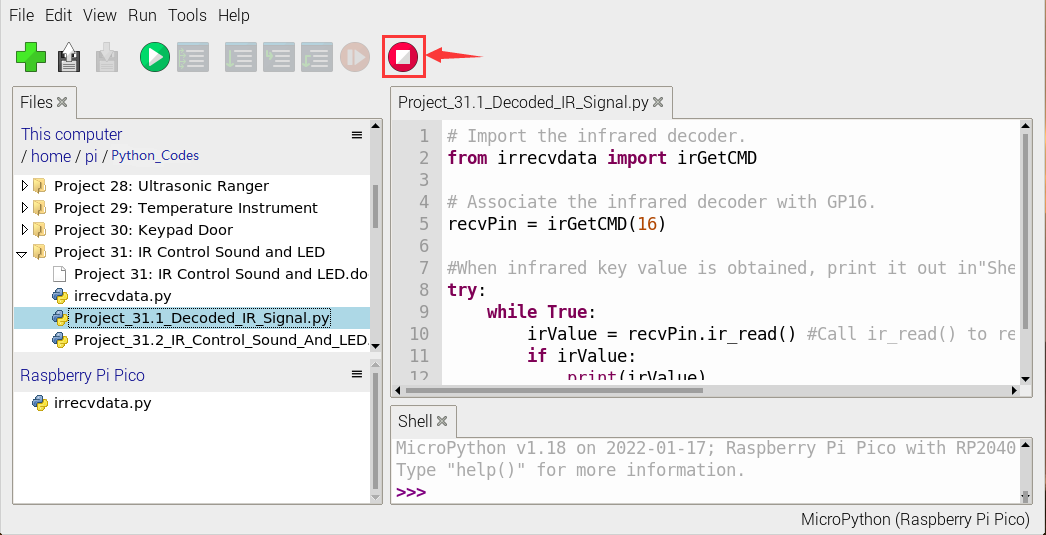 File Edit View Run Tools Help
Files
This computer
/ home / pi / Python_Codes
Project 28: Ultrasonic Ranger
Project 29: Temperature Instrument
Project 30: Keypad Door
Project 31: IR Control Sound and LED
Project 31: IR Control Sound and LED.do
irrecvdata.py
Project_31.1_Decoded_IR_Signal.py
Project_31.2_IR_Control_Sound_And_LED.
Raspberry Pi Pico
irrecvdata.py
Project_31.1_Decoded_IR_Signal.py
1 # Import the infrared decoder.
2 from irrecvdata import irGetCMD
3
4 # Associate the infrared decoder with GP16.
5 recvPin = irGetCMD(16)
6
7 #When infrared key value is obtained, print it out in"She
8 try:
9     while True:
10         irValue = recvPin.ir_read() #Call ir_read() to re
11         if irValue:
12             print(irValue)
Shell
MicroPython v1.18 on 2022-01-17; Raspberry Pi Pico with RP2040
Type "help()" for more information.
>>>
MicroPython (Raspberry Pi Pico)